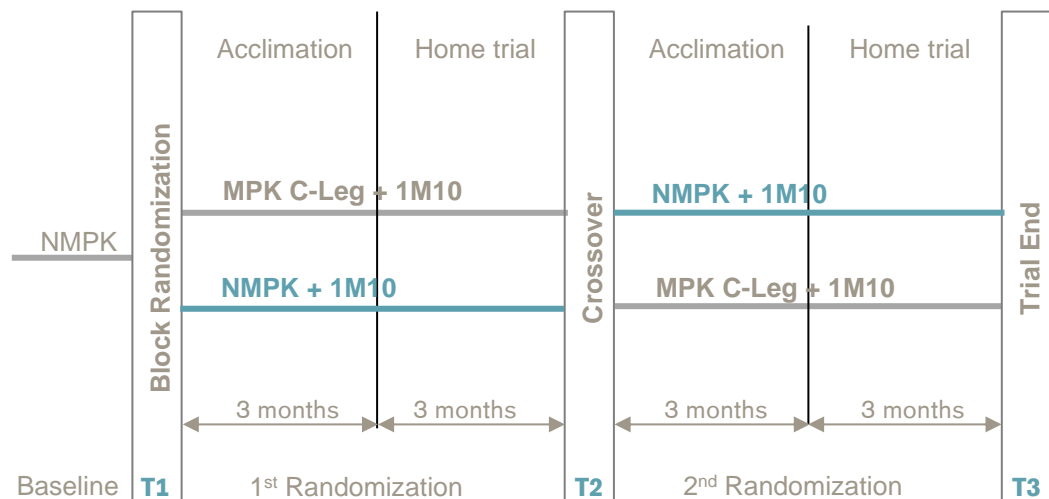 Acclimation
Home trial
Acclimation
Home trial
Block Randomization
MPK C-Leg + 1M10
NMPK + 1M10
NMPK
NMPK + 1M10
MPK C-Leg + 1M10
Crossover
Trial End
3 months
3 months
3 months
3 months
Baseline
T1
1st Randomization
T2
2nd Randomization
T3